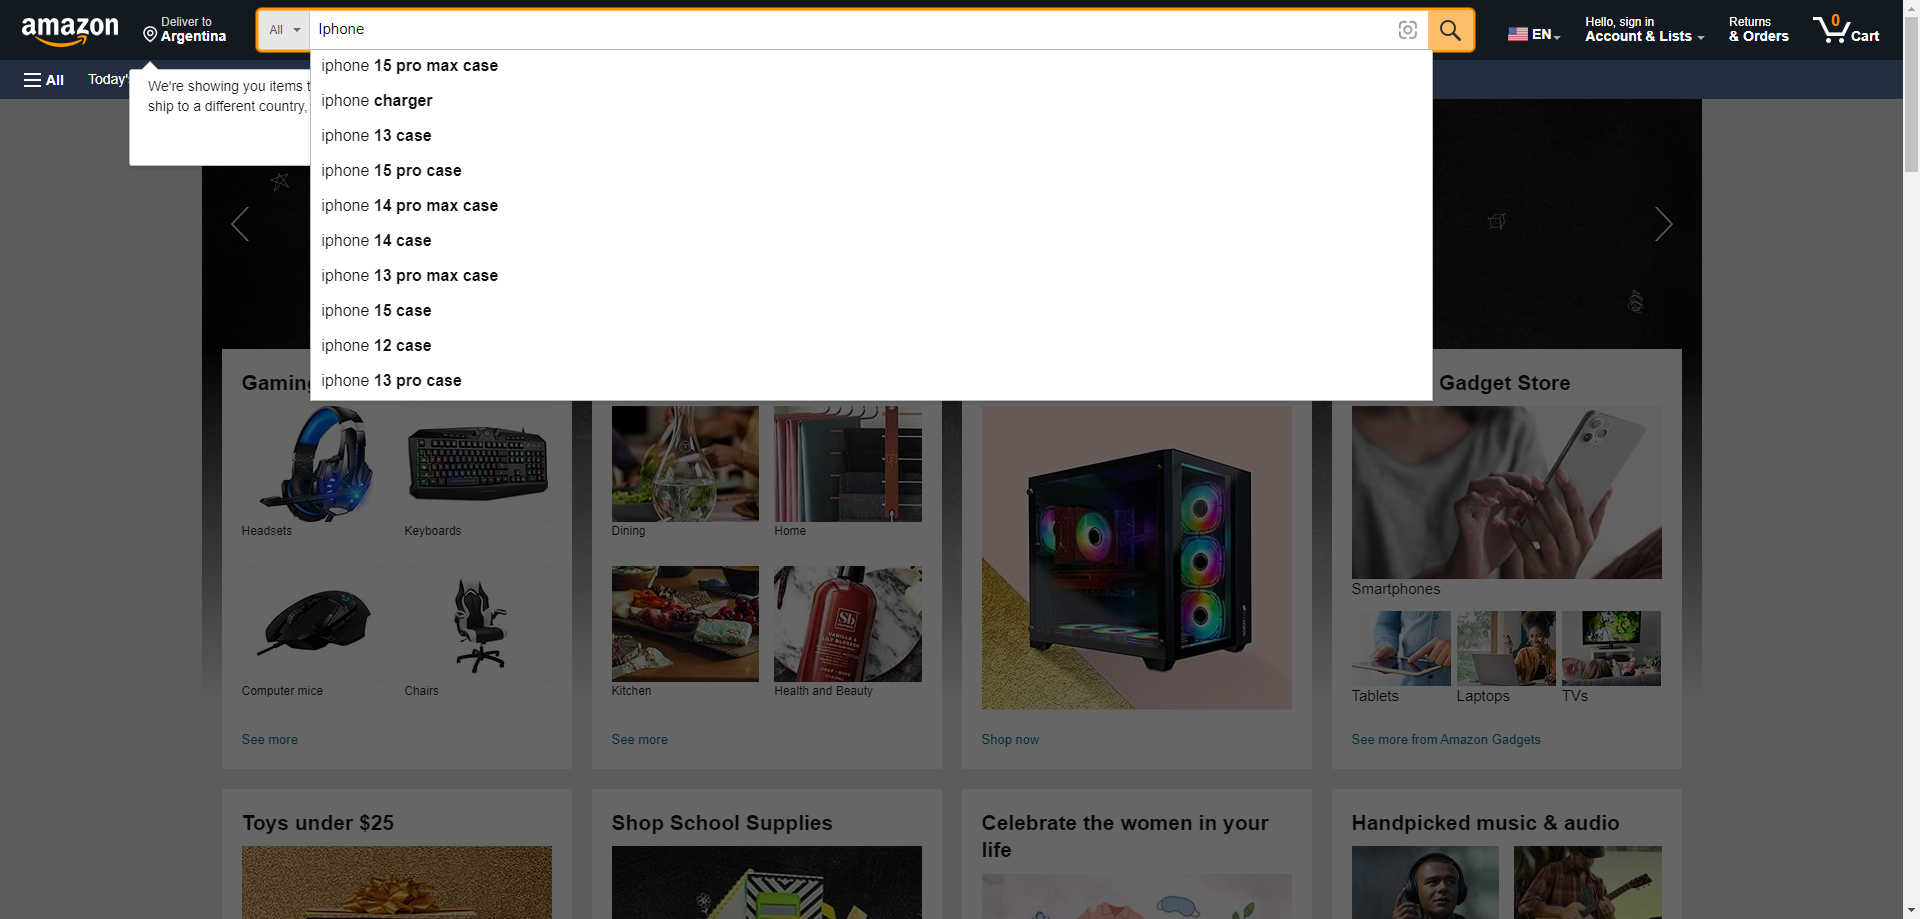 amazon
Deliver to
Argentina
All
Iphone
EN
Hello, sign in
Account & Lists
Returns
& Orders
0
Cart
All
Today'
We're showing you items t
ship to a different country,
iphone 15 pro max case
iphone charger
iphone 13 case
iphone 15 pro case
iphone 14 pro max case
iphone 14 case
iphone 13 pro max case
iphone 15 case
iphone 12 case
iphone 13 pro case
Gaming
Gadget Store
Headsets
Keyboards
Dining
Home
Smartphones
Computer mice
Chairs
Kitchen
Health and Beauty
Sb
VANILLA &
LILY BLOSSOM
Tablets
Laptops
TVs
See more
See more
Shop now
See more from Amazon Gadgets
Toys under $25
Shop School Supplies
Celebrate the women in your
life
Handpicked music & audio